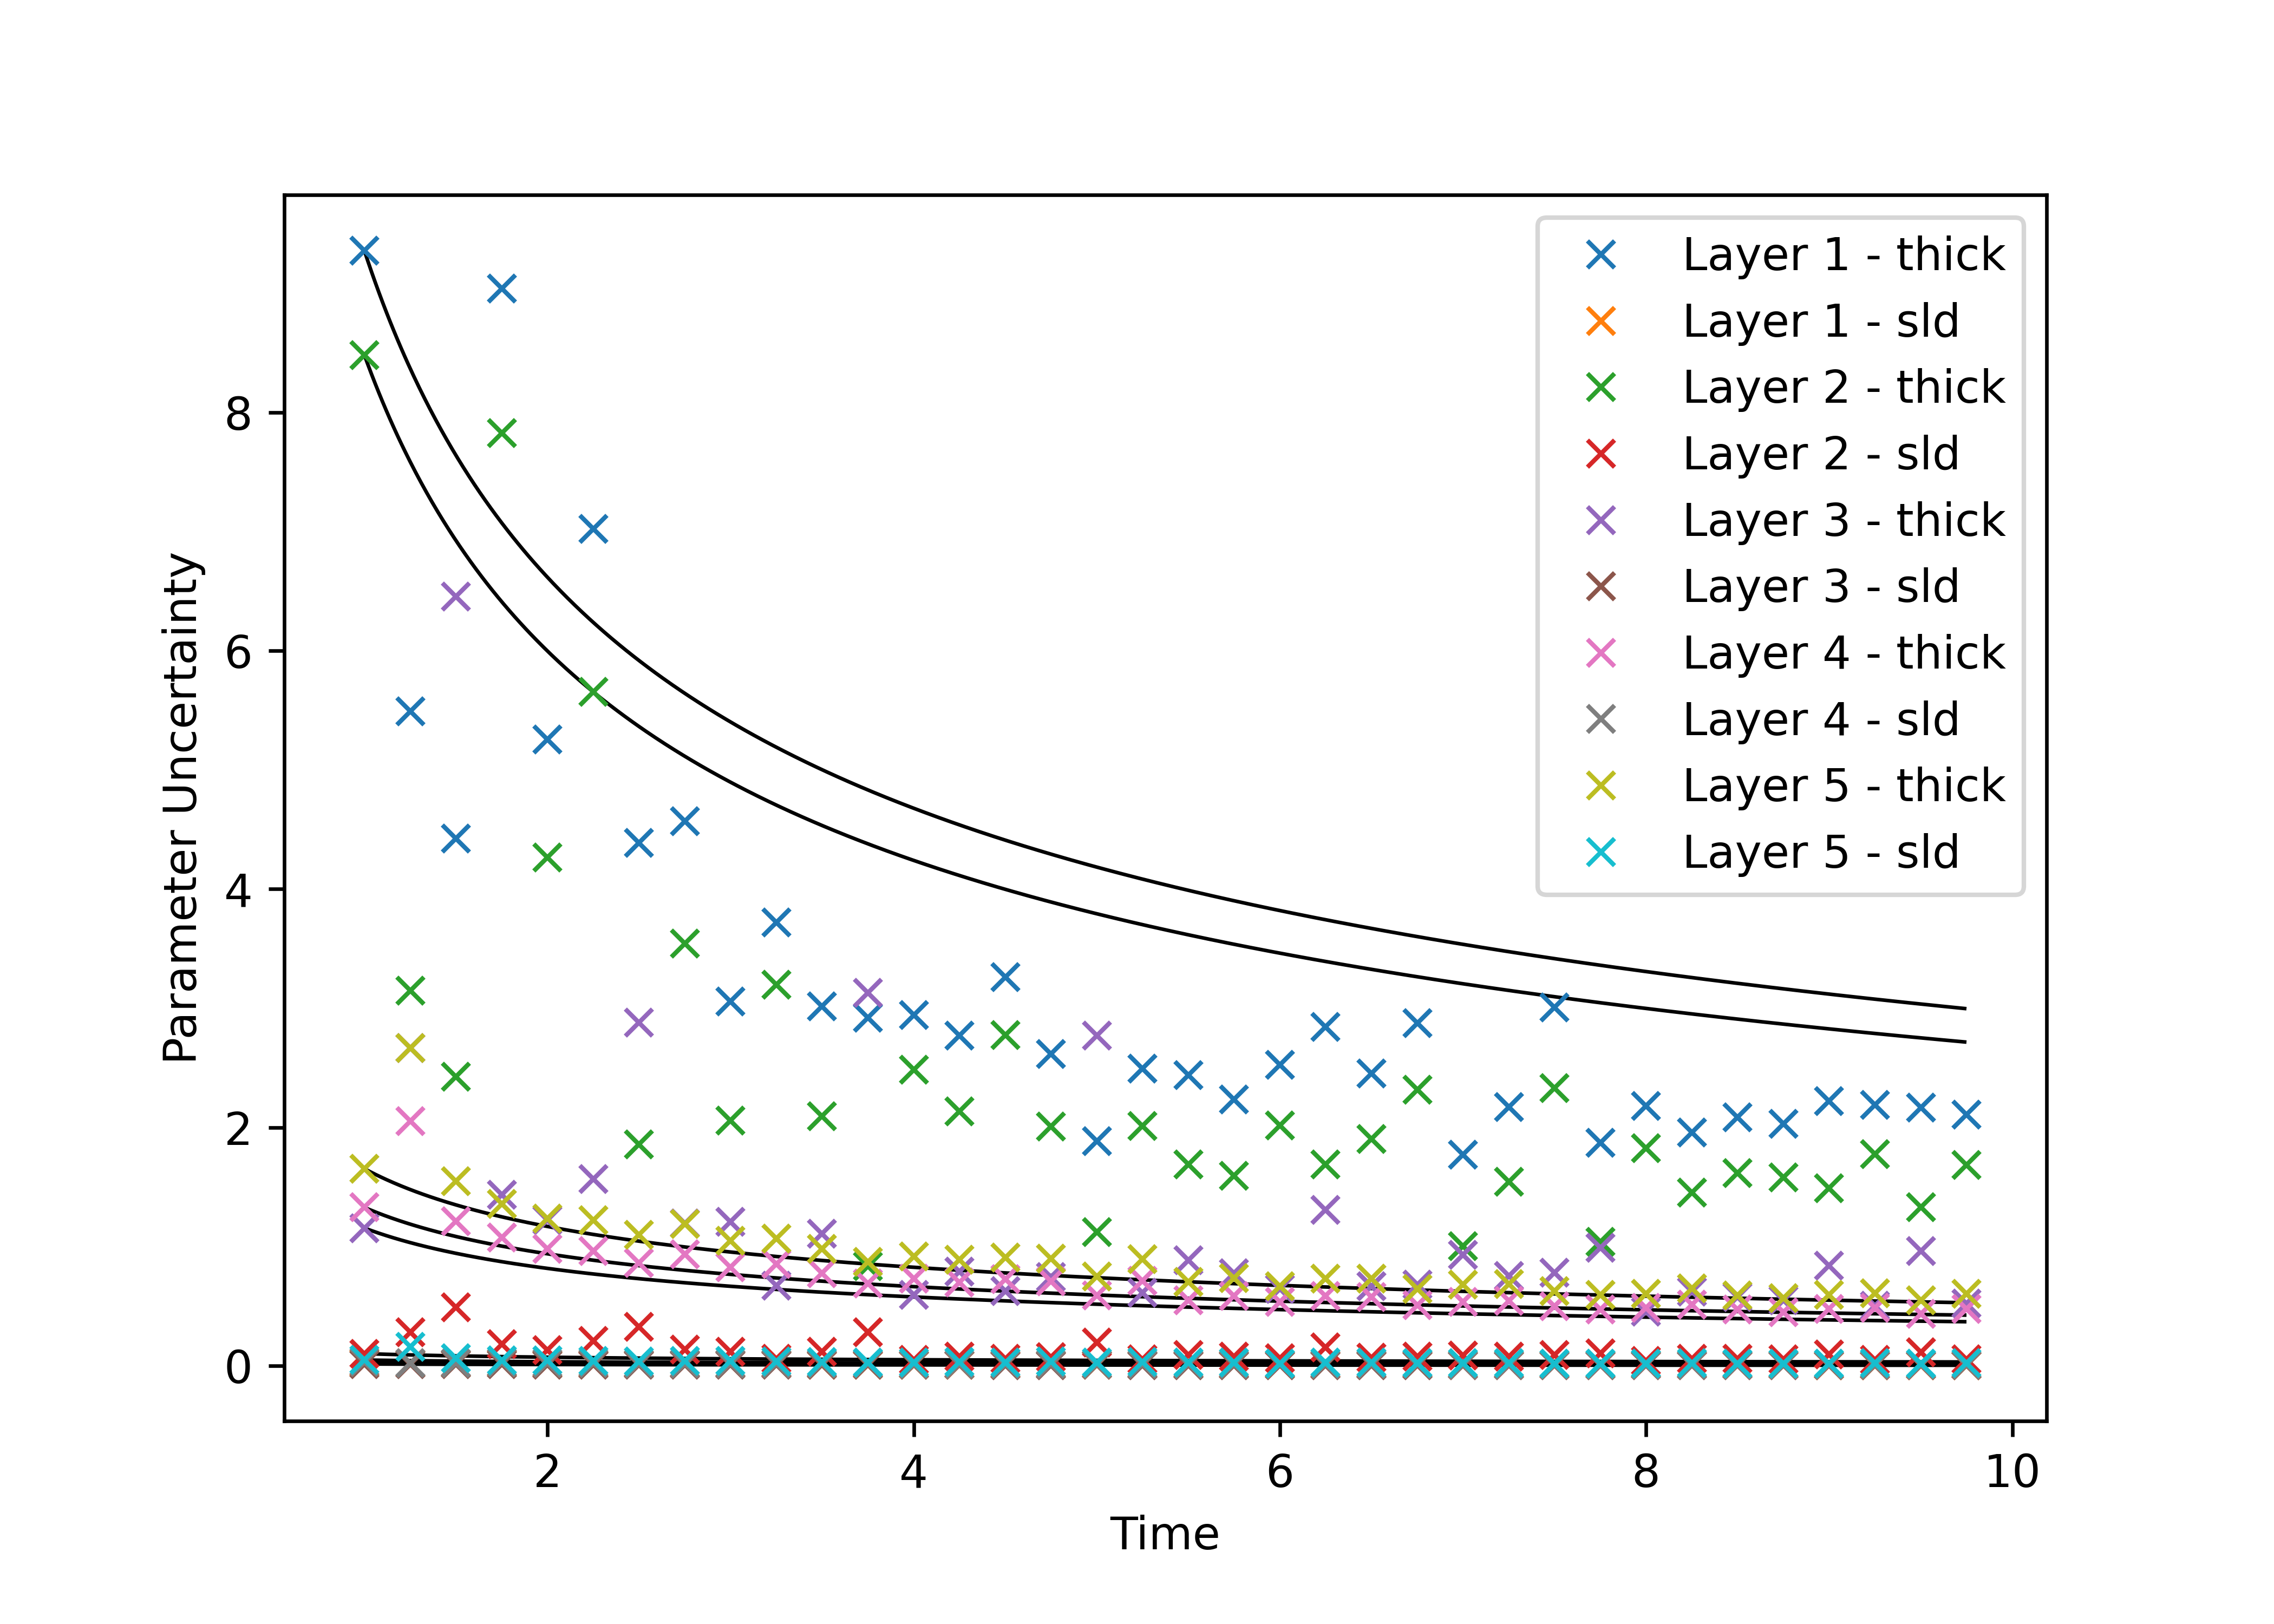 Parameter Uncertainty
8
6
4
2
0
2
4
6
8
10
Time
Layer 1 - thick
Layer 1 - sld
Layer 2 - thick
Layer 2 - sld
Layer 3 - thick
Layer 3 - sld
Layer 4 - thick
Layer 4 - sld
Layer 5 - thick
Layer 5 - sld